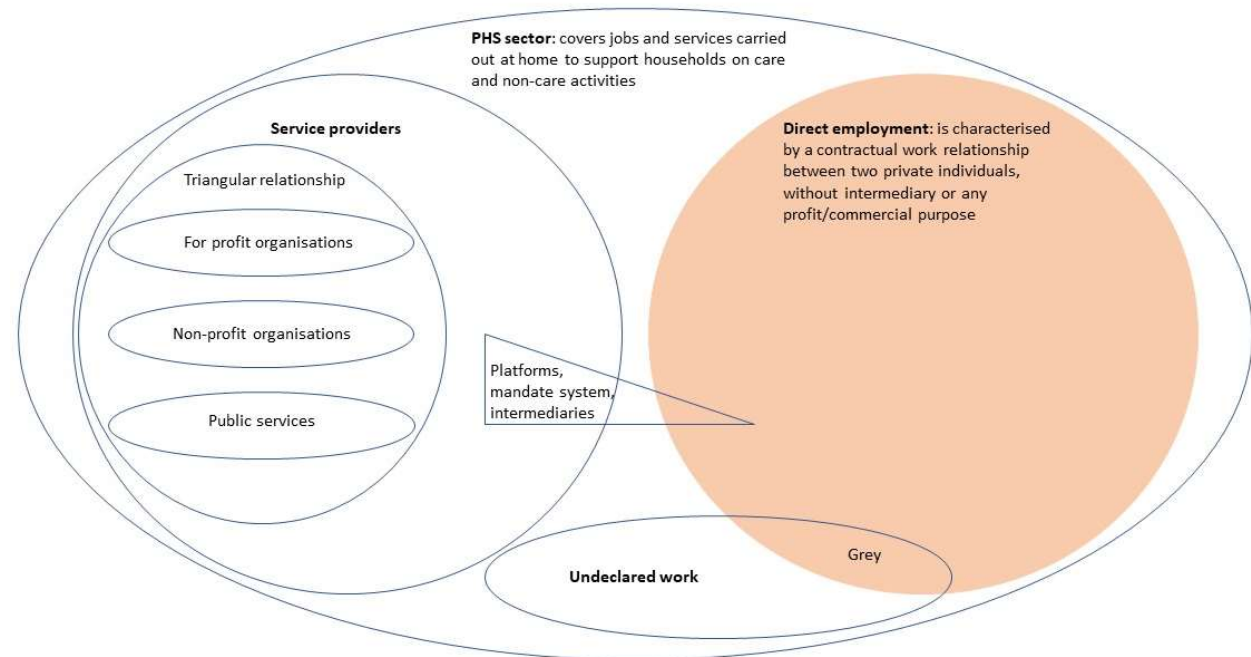 PHS sector: covers jobs and services carried
out at home to support households on care
and non-care activities
Service providers
Triangular relationship
For profit organisations
Non-profit organisations
Public services
Platforms,
mandate system,
intermediaries
Direct employment: is characterised
by a contractual work relationship
between two private individuals,
without intermediary or any
profit/commercial purpose
Grey
Undeclared work